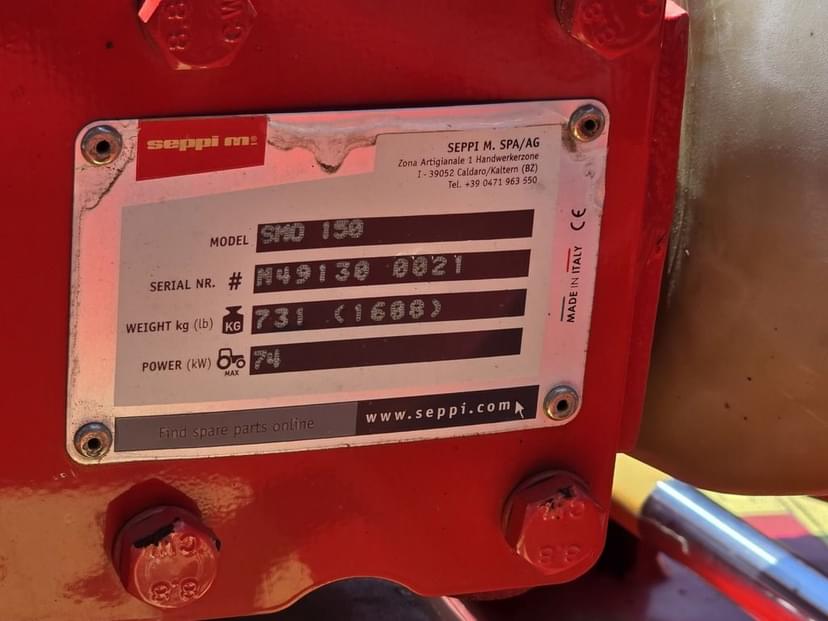 seppi m.
SEPPI M. SPA/AG
Zona Artigianale 1 Handwerkerzone
I - 39052 Caldaro/Kaltern (BZ)
Tel. +39 0471 963 550
MODEL SMO 150
SERIAL NR. # M49130 0021
WEIGHT kg (lb) KG 731 (1608)
POWER (kW) MAX 74
MADE IN ITALY CE
Find spare parts online www.seppi.com
8.8
8.8
8.8
8.8